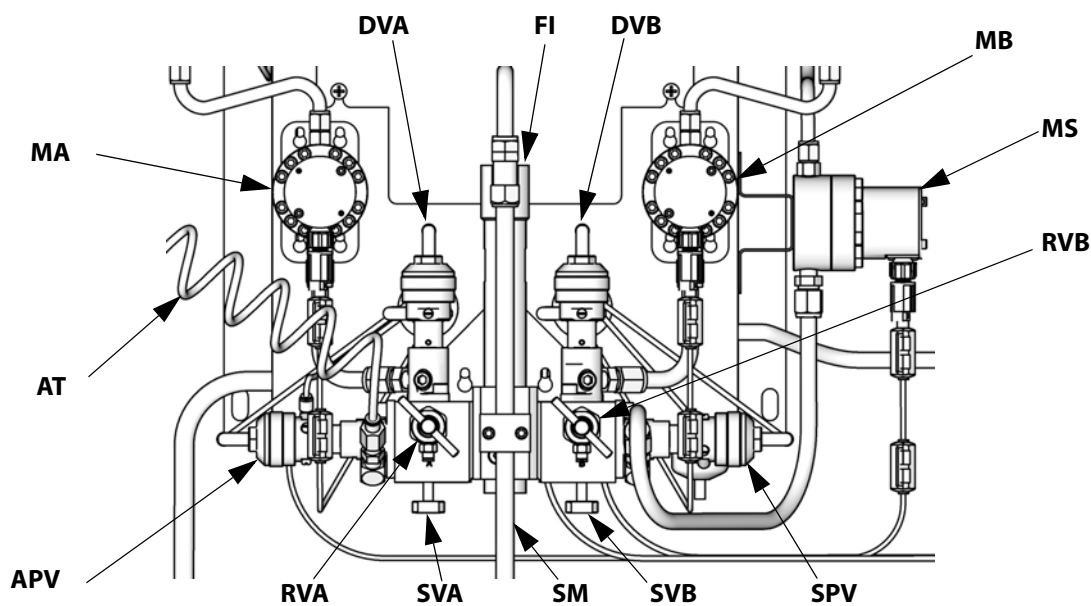 DVA FI DVB
MB
MA
MS
RVB
AT
APV RVA SVA SM SVB SPV